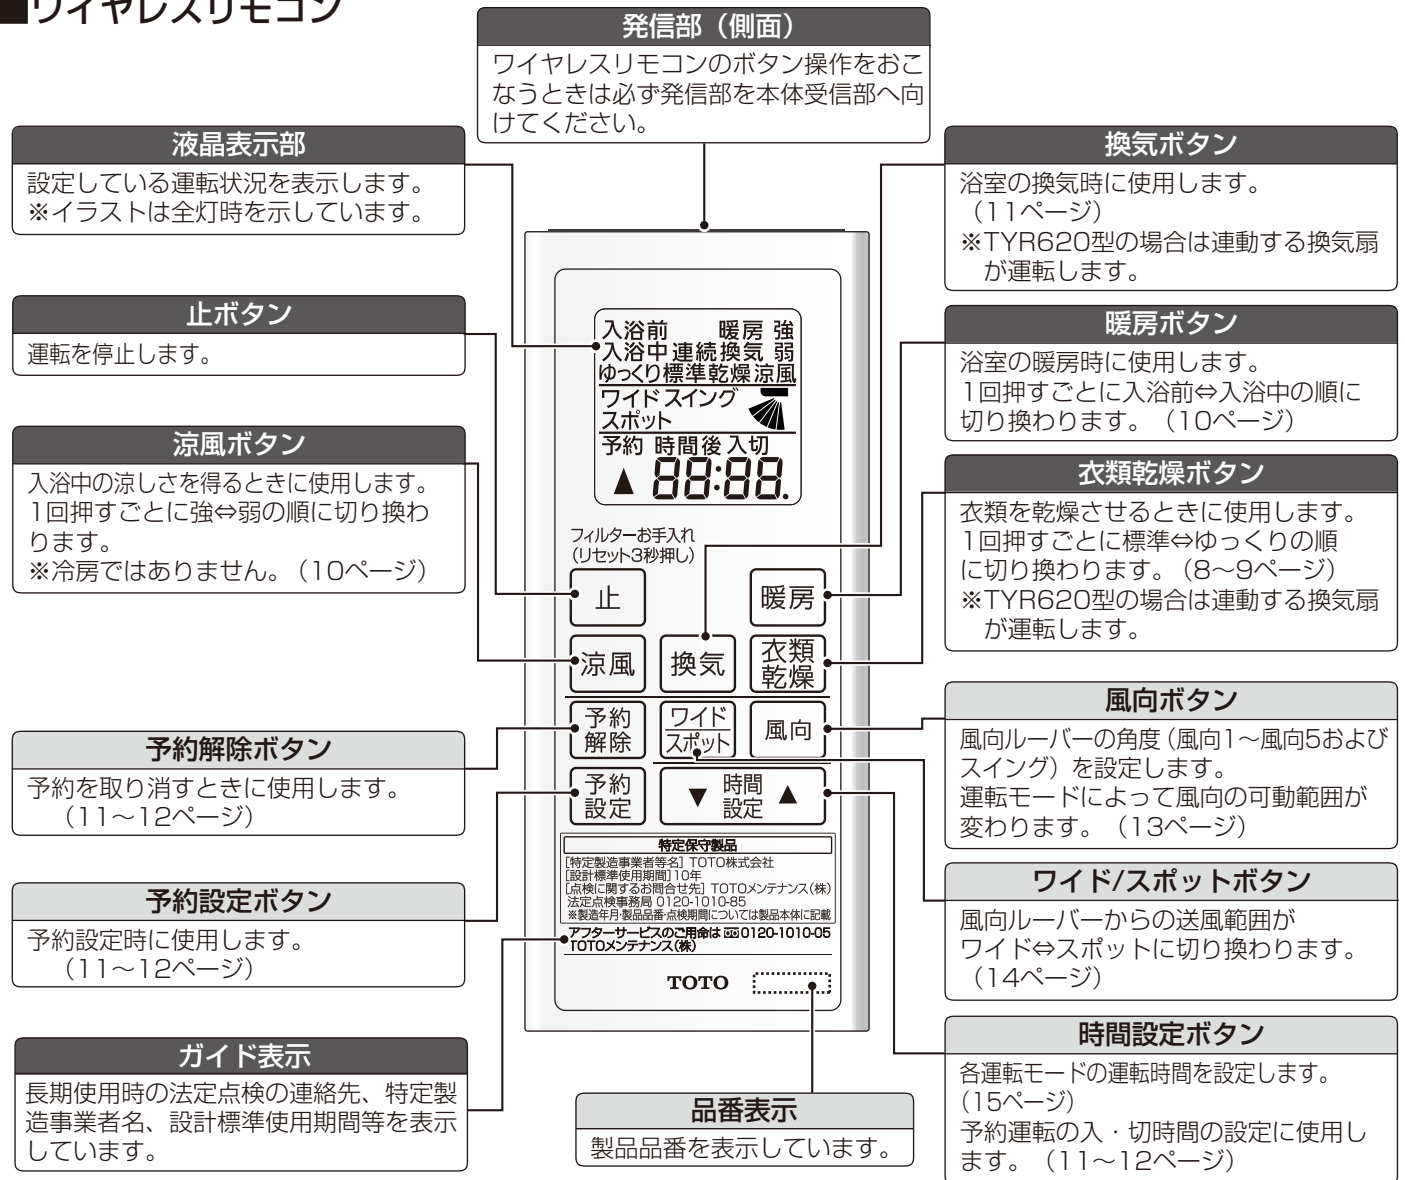 ■ワイヤレスリモコン
発信部（側面）
ワイヤレスリモコンのボタン操作をおこ
なうときは必ず発信部を本体受信部へ向
けてください。
液晶表示部
設定している運転状況を表示します。
※イラストは全灯時を示しています。
止ボタン
運転を停止します。
涼風ボタン
入浴中の涼しさを得るときに使用します。
1回押すごとに強⇔弱の順に切り換わ
ります。
※冷房ではありません。（10ページ）
予約解除ボタン
予約を取り消すときに使用します。
（11～12ページ）
予約設定ボタン
予約設定時に使用します。
（11～12ページ）
ガイド表示
長期使用時の法定点検の連絡先、特定製
造事業者名、設計標準使用期間等を表示
しています。
入浴前 暖房 強
入浴中 連続換気 弱
ゆっくり標準乾燥涼風
ワイド スイング
スポット
予約 時間後 入切
▲ 88:88.
フィルターお手入れ
（リセット3秒押し）
止
暖房
涼風
換気
衣類
乾燥
予約
解除
ワイド
スポット
風向
予約
設定
▼ 時間 ▲
設定
特定保守製品
[特定製造事業者等名] TOTO株式会社
[設計標準使用期間]10年
[点検に関するお問合せ先] TOTOメンテナンス(株)
法定点検事務局 0120-1010-85
※製造年月・製品品番・点検期間については製品本体に記載
アフターサービスのご用命は 0120-1010-05
TOTOメンテナンス(株)
TOTO
品番表示
製品品番を表示しています。
換気ボタン
浴室の換気時に使用します。
（11ページ）
※TYR620型の場合は連動する換気扇
が運転します。
暖房ボタン
浴室の暖房時に使用します。
1回押すごとに入浴前⇔入浴中の順に
切り換わります。（10ページ）
衣類乾燥ボタン
衣類を乾燥させるときに使用します。
1回押すごとに標準⇔ゆっくりの順
に切り換わります。（8～9ページ）
※TYR620型の場合は連動する換気扇
が運転します。
風向ボタン
風向ルーバーの角度（風向1～風向5および
スイング）を設定します。
運転モードによって風向の可動範囲が
変わります。（13ページ）
ワイド/スポットボタン
風向ルーバーからの送風範囲が
ワイド⇔スポットに切り換わります。
（14ページ）
時間設定ボタン
各運転モードの運転時間を設定します。
（15ページ）
予約運転の入・切時間の設定に使用し
ます。（11～12ページ）